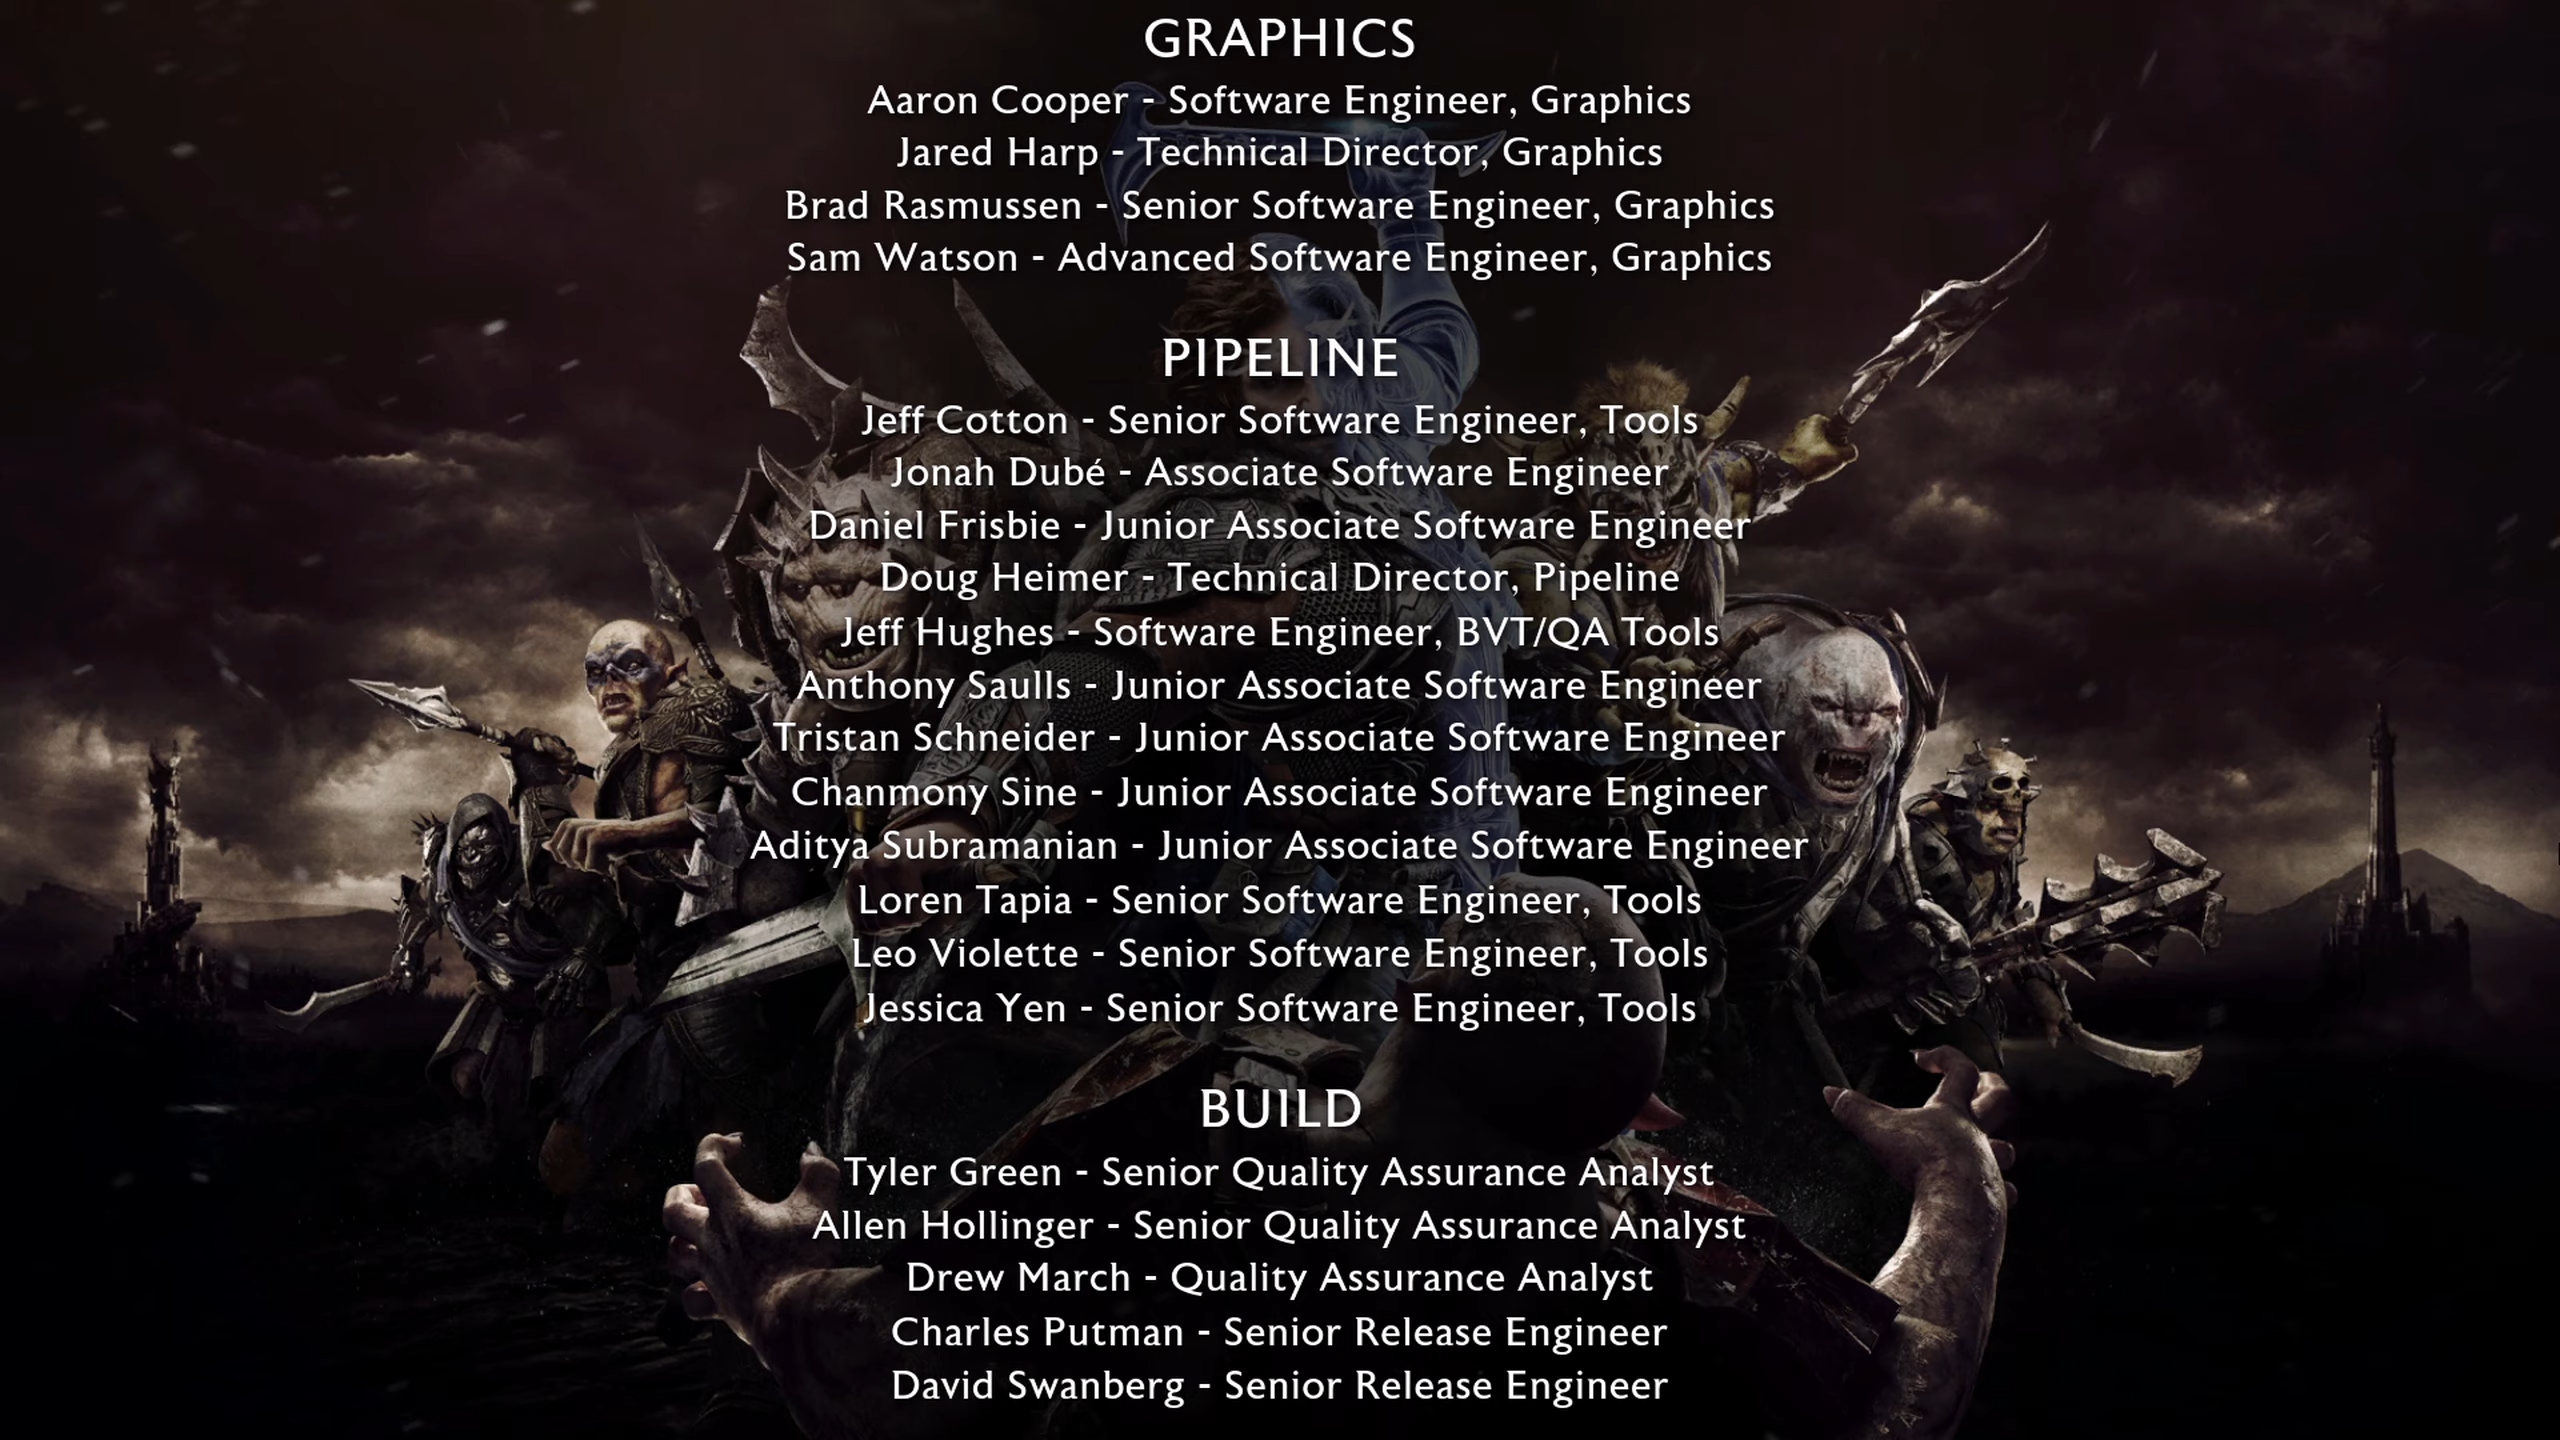 GRAPHICS
Aaron Cooper - Software Engineer, Graphics
Jared Harp - Technical Director, Graphics
Brad Rasmussen - Senior Software Engineer, Graphics
Sam Watson - Advanced Software Engineer, Graphics
PIPELINE
Jeff Cotton - Senior Software Engineer, Tools
Jonah Dubé - Associate Software Engineer
Daniel Frisbie - Junior Associate Software Engineer
Doug Heimer - Technical Director, Pipeline
Jeff Hughes - Software Engineer, BVT/QA Tools
Anthony Saulls - Junior Associate Software Engineer
Tristan Schneider - Junior Associate Software Engineer
Chanmony Sine - Junior Associate Software Engineer
Aditya Subramanian - Junior Associate Software Engineer
Loren Tapia - Senior Software Engineer, Tools
Leo Violette - Senior Software Engineer, Tools
Jessica Yen - Senior Software Engineer, Tools
BUILD
Tyler Green - Senior Quality Assurance Analyst
Allen Hollinger - Senior Quality Assurance Analyst
Drew March - Quality Assurance Analyst
Charles Putman - Senior Release Engineer
David Swanberg - Senior Release Engineer